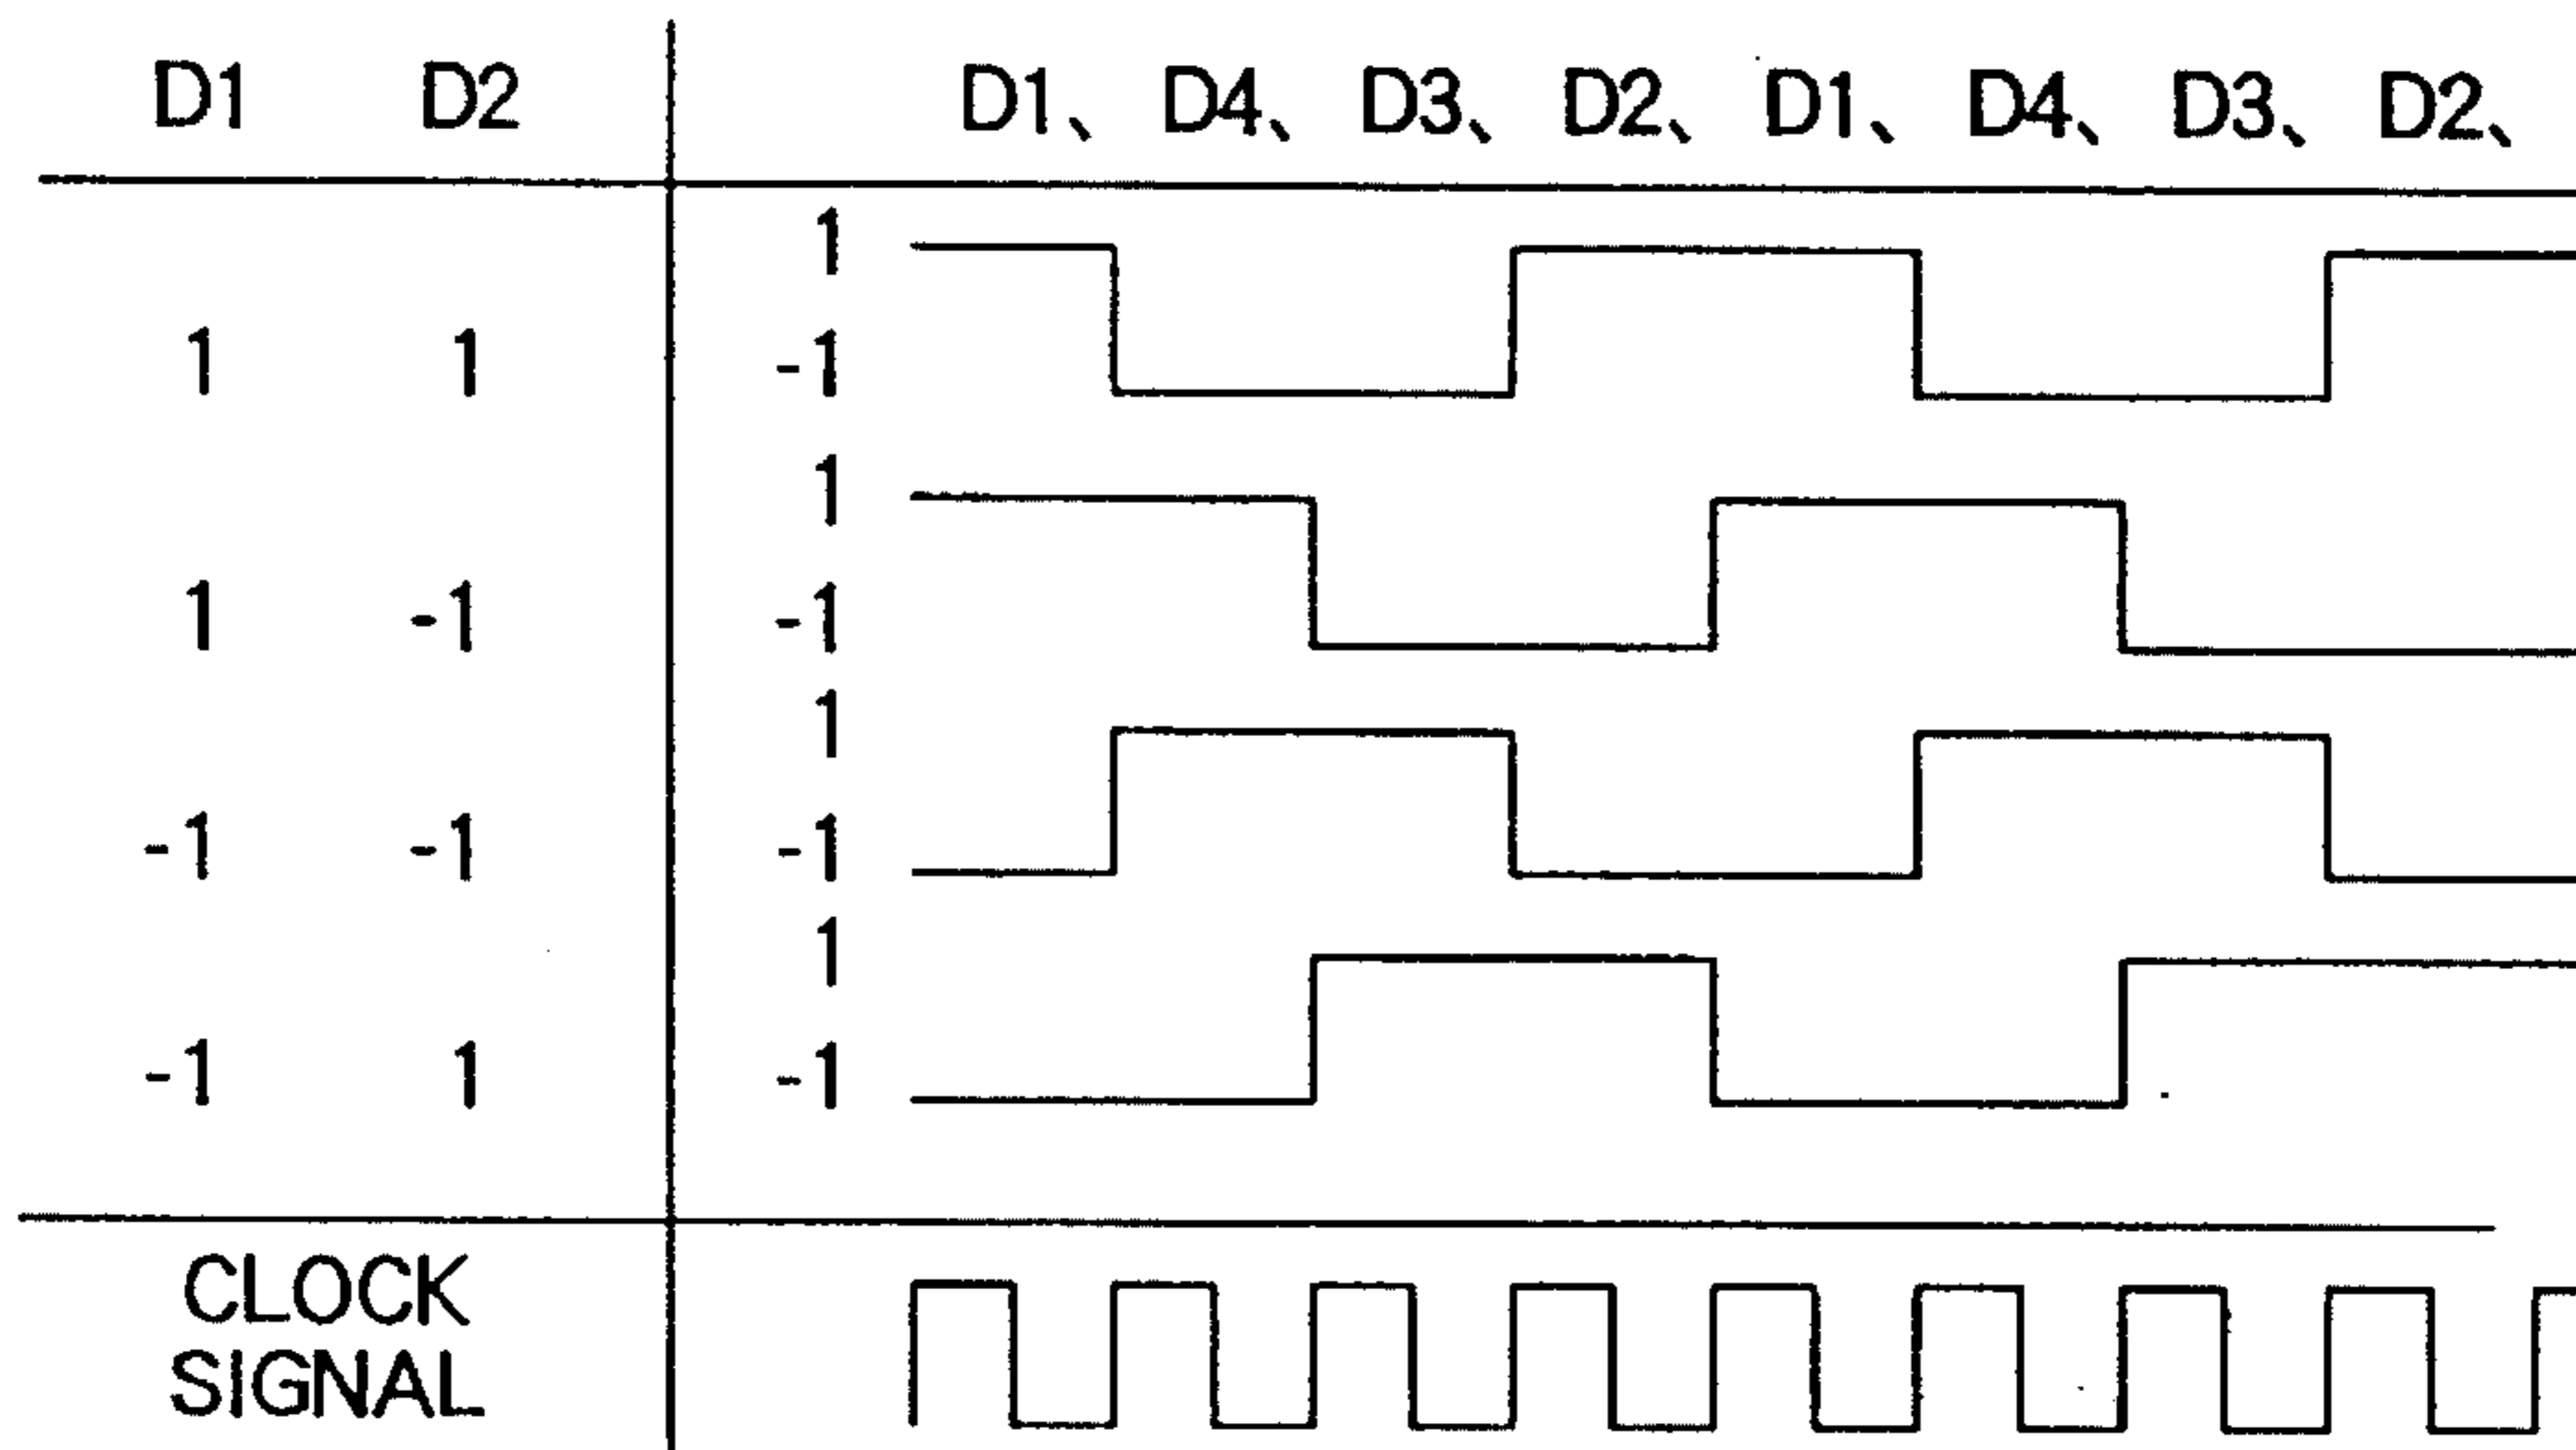 D1 D2 D1、 D4、 D3、 D2、 D1、 D4、 D3、 D2、
1
1 1 -1
1
1 -1 -1
1
-1 -1 -1
1
-1 1 -1
CLOCK
SIGNAL